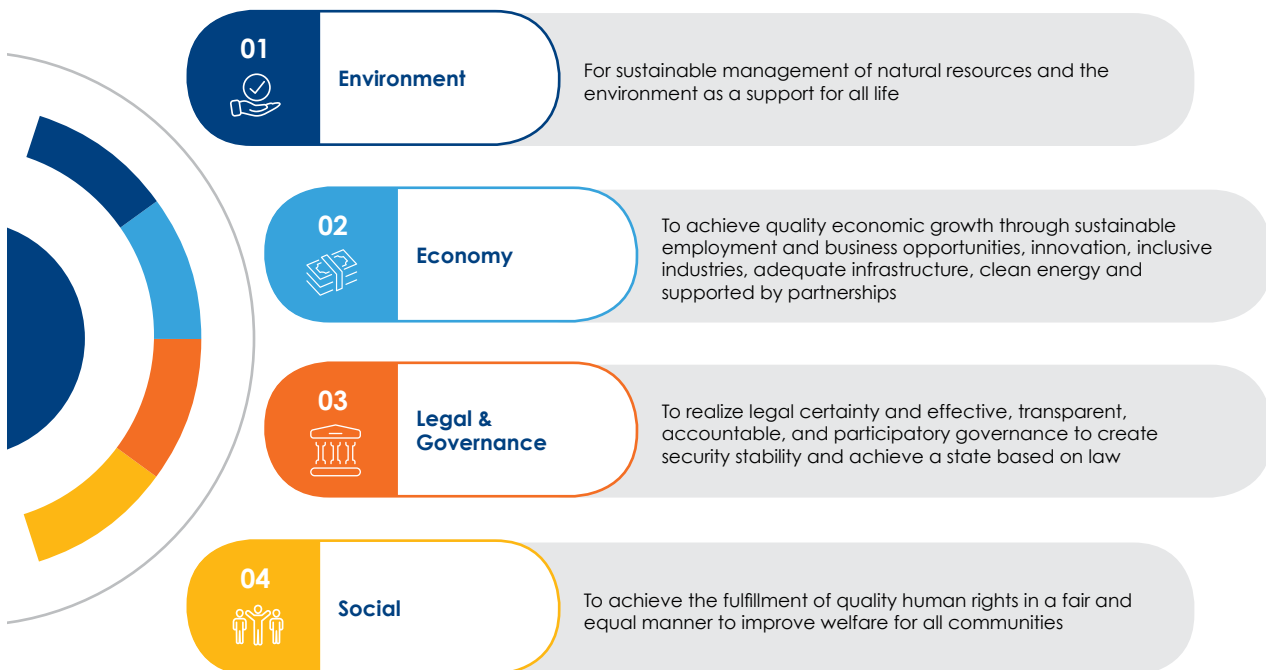 01
Environment
For sustainable management of natural resources and the
environment as a support for all life
02
Economy
To achieve quality economic growth through sustainable
employment and business opportunities, innovation, inclusive
industries, adequate infrastructure, clean energy and
supported by partnerships
03
Legal &
Governance
To realize legal certainty and effective, transparent,
accountable, and participatory governance to create
security stability and achieve a state based on law
04
Social
To achieve the fulfillment of quality human rights in a fair and
equal manner to improve welfare for all communities